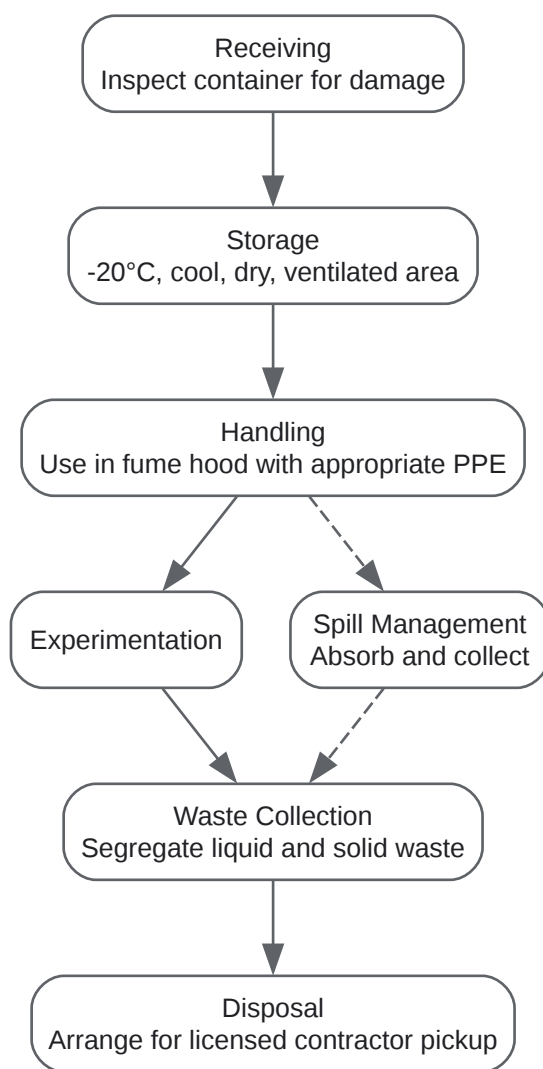 Receiving
Inspect container for damage
Storage
-20°C, cool, dry, ventilated area
Handling
Use in fume hood with appropriate PPE
Experimentation
Spill Management
Absorb and collect
Waste Collection
Segregate liquid and solid waste
Disposal
Arrange for licensed contractor pickup